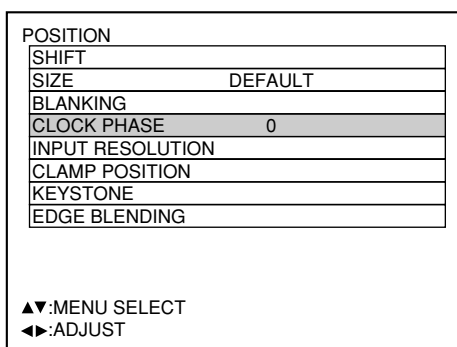 POSITION
SHIFT
SIZE DEFAULT
BLANKING
CLOCK PHASE 0
INPUT RESOLUTION
CLAMP POSITION
KEYSTONE
EDGE BLENDING
▲▼:MENU SELECT
◀▶:ADJUST